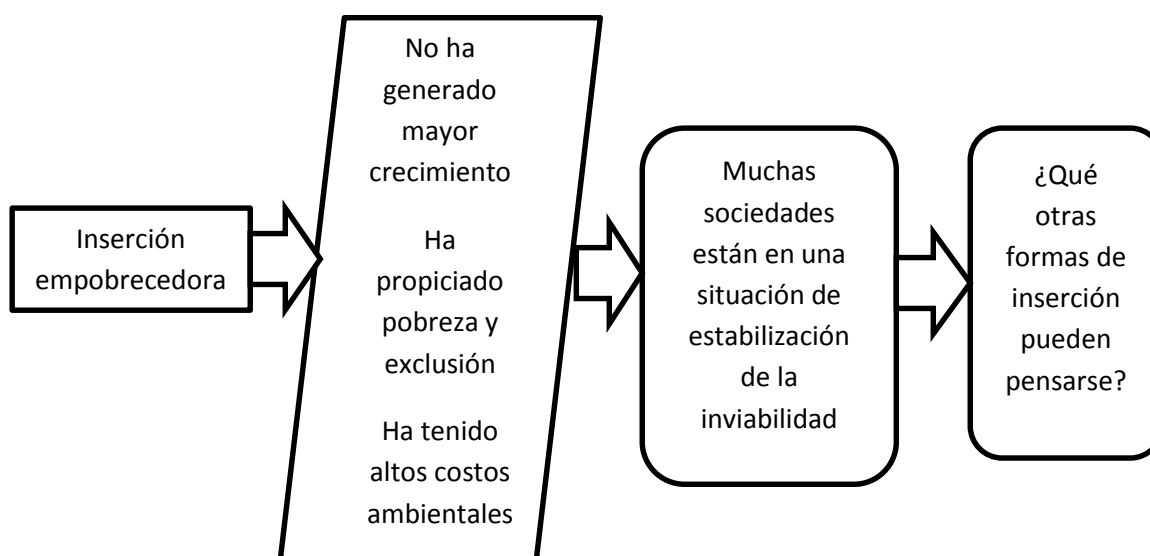 Inserción
empobrecedora
No ha
generado
mayor
crecimiento
Ha
propiciado
pobreza y
exclusión
Ha tenido
altos costos
ambientales
Muchas
sociedades
están en una
situación de
estabilización
de la
inviabilidad
¿Qué
otras
formas de
inserción
pueden
pensarse?